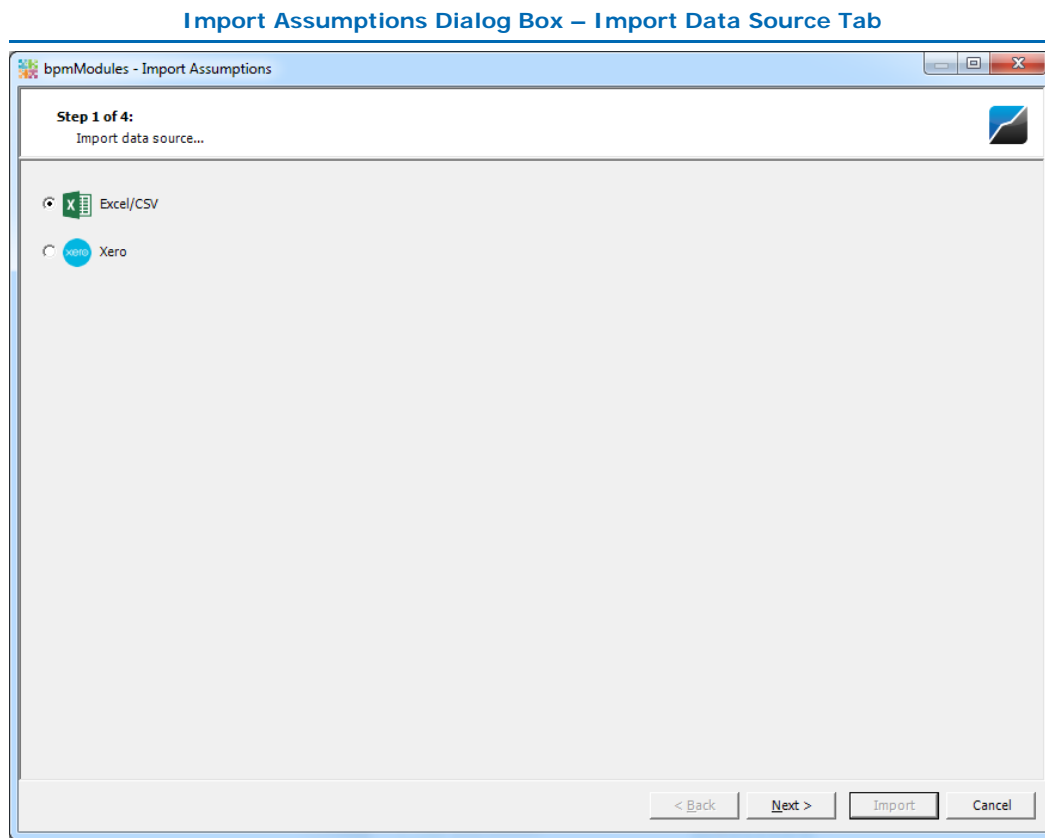 Import Assumptions Dialog Box – Import Data Source Tab
bpmModules - Import Assumptions
Step 1 of 4:
Import data source...
X Excel/CSV
xero Xero
< Back Next > Import Cancel